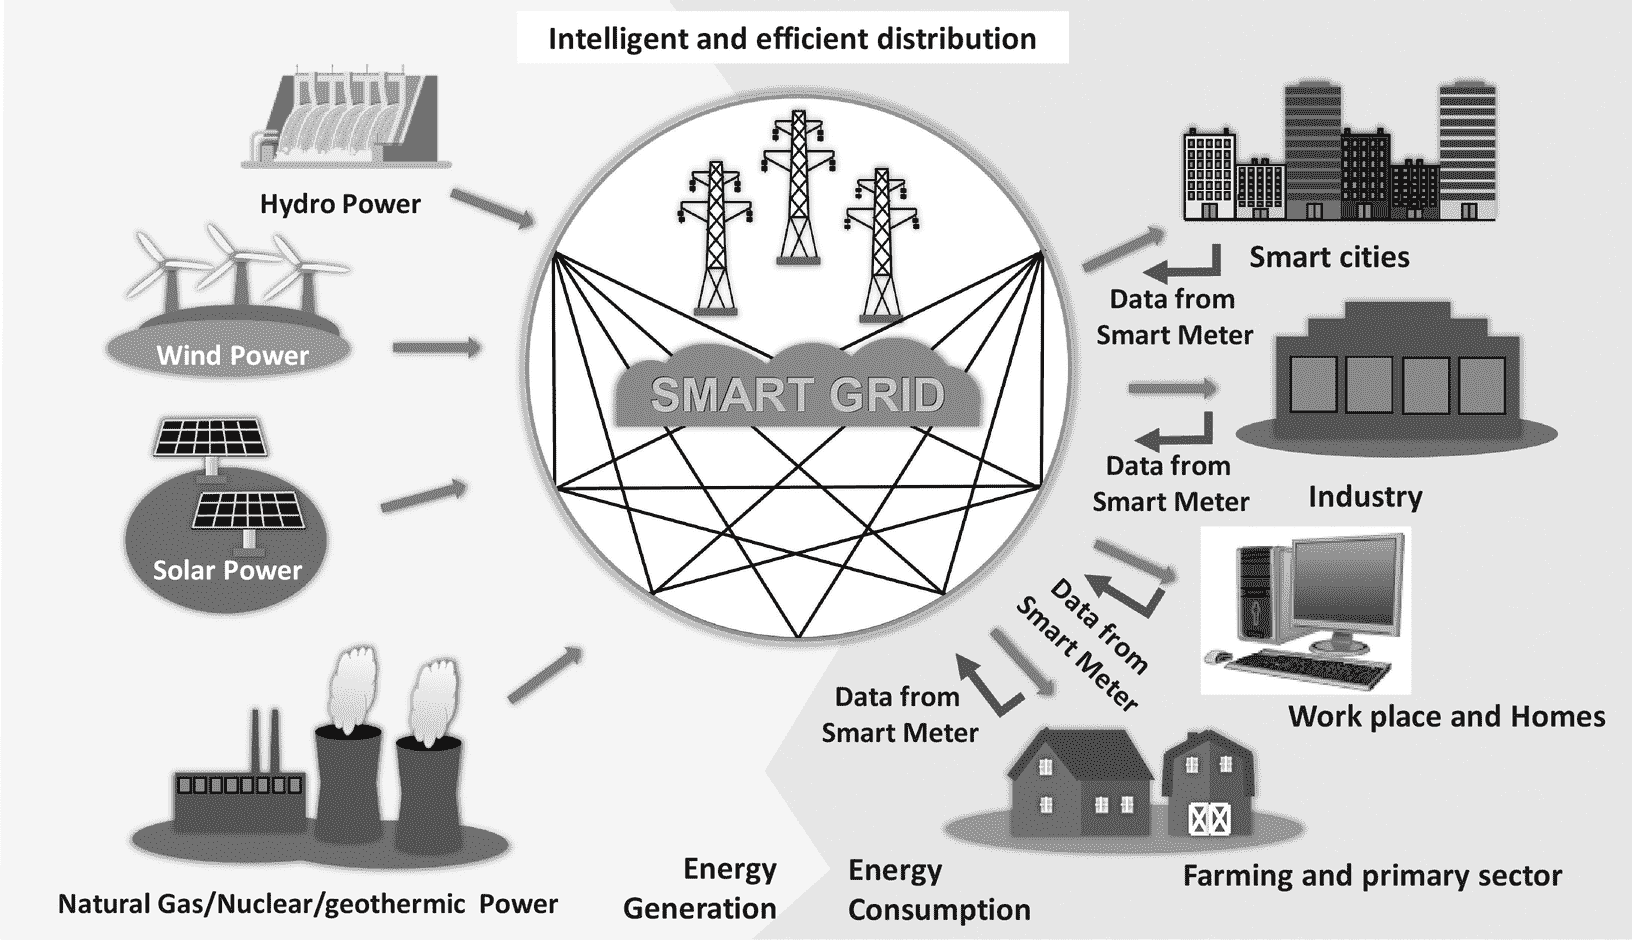 Intelligent and efficient distribution
Hydro Power
Wind Power
Solar Power
Natural Gas/Nuclear/geothermic Power
SMART GRID
Smart cities
Data from
Smart Meter
Industry
Data from
Smart Meter
Work place and Homes
Data from
Smart Meter
Farming and primary sector
Data from
Smart Meter
Energy
Generation
Energy
Consumption